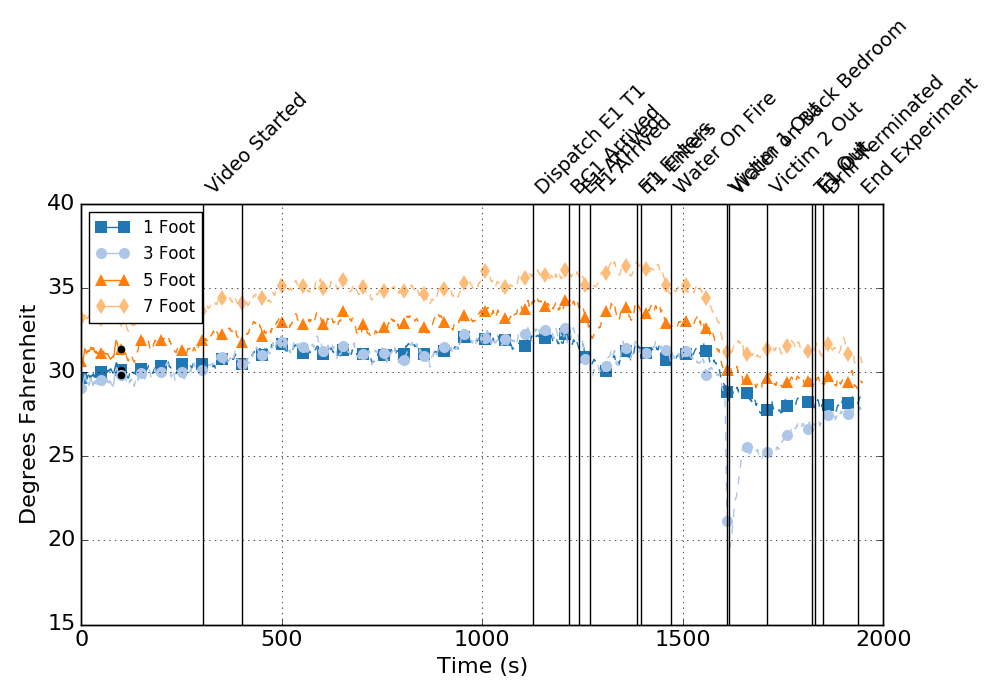 Video Started
Dispatch E1 T1
BC1 Arrived
E1 Arrived
T1 Arrived
E1 Enters
T1 Enters
Water On Fire
Victim 1 Out
Water on Back Bedroom
Victim 2 Out
T1 Out
E1 Out
Drill Terminated
End Experiment
40
35
30
25
20
15
Degrees Fahrenheit
1 Foot
3 Foot
5 Foot
7 Foot
0
500
1000
1500
2000
Time (s)